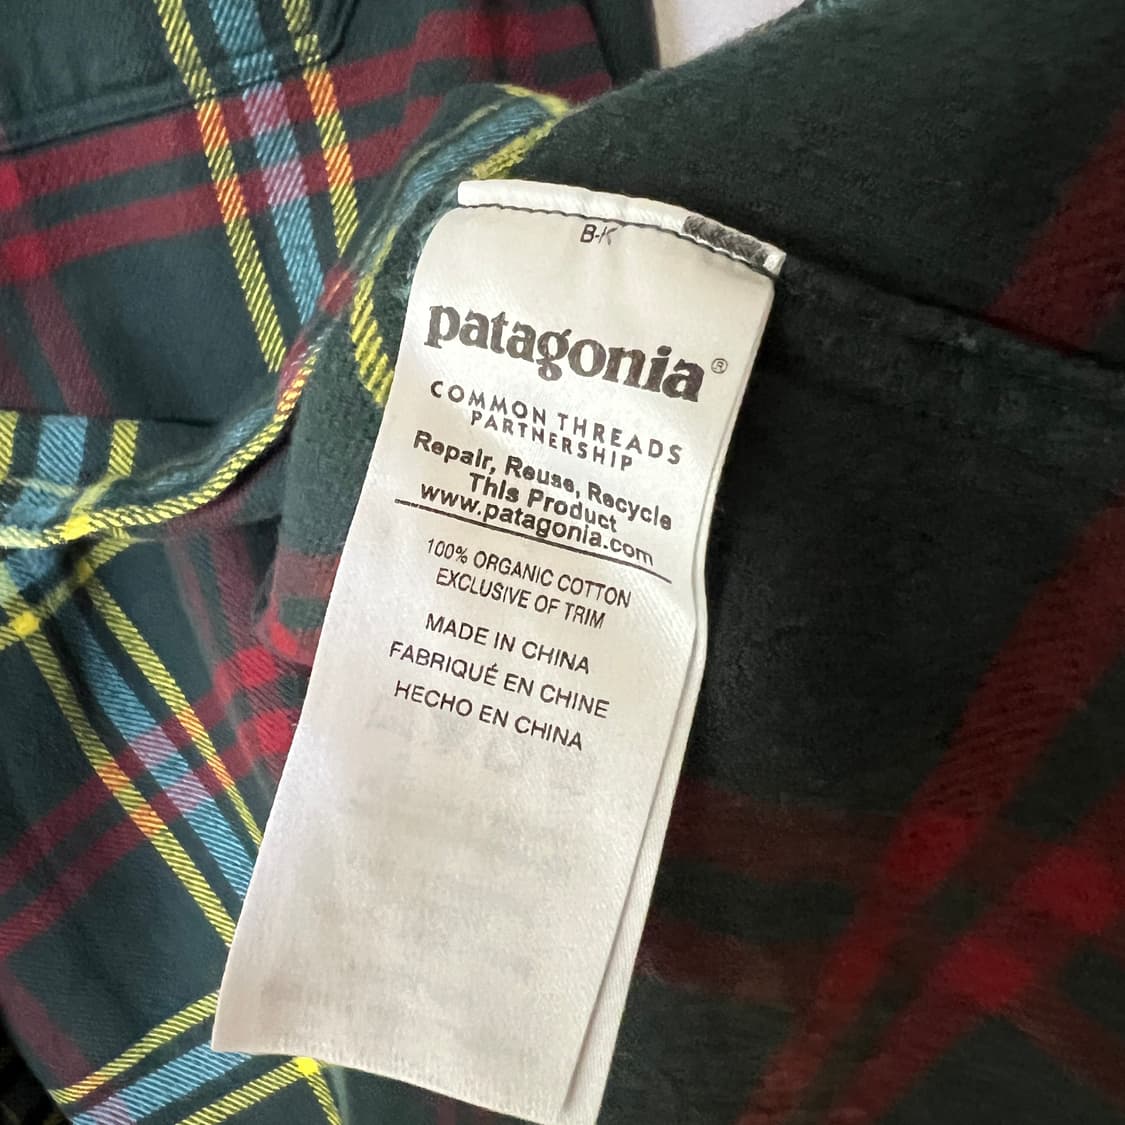 B-K
patagonia®
COMMON THREADS
PARTNERSHIP
Repair, Reuse, Recycle
This Product
www.patagonia.com
100% ORGANIC COTTON
EXCLUSIVE OF TRIM
MADE IN CHINA
FABRIQUÉ EN CHINE
HECHO EN CHINA